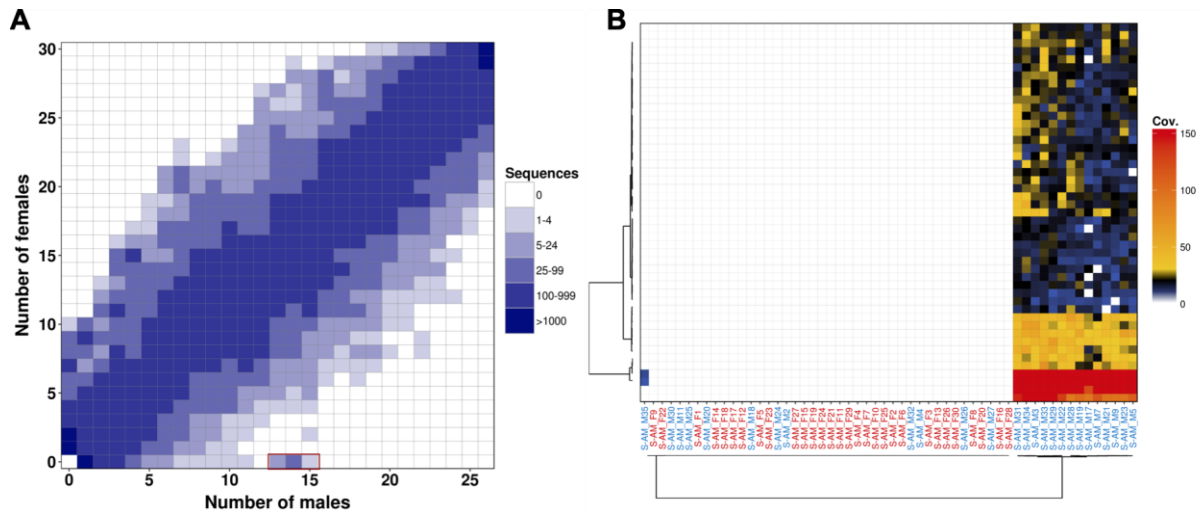 A
30
25
20
15
10
5
0
Number of females
0
5
10
15
20
25
Number of males
Sequences
0
1-4
5-24
25-99
100-999
>1000
B
Cov.
150
100
50
0
S-AM_M35
S-AM_F9
S-AM_F22
S-AM_M30
S-AM_M11
S-AM_M25
S-AM_F1
S-AM_M20
S-AM_F14
S-AM_F18
S-AM_F17
S-AM_F12
S-AM_M18
S-AM_F5
S-AM_F23
S-AM_M24
S-AM_M2
S-AM_F27
S-AM_F15
S-AM_F19
S-AM_F24
S-AM_F21
S-AM_F11
S-AM_F29
S-AM_F4
S-AM_F7
S-AM_F10
S-AM_F25
S-AM_F2
S-AM_F6
S-AM_M32
S-AM_M4
S-AM_F3
S-AM_F13
S-AM_F26
S-AM_F30
S-AM_M26
S-AM_F8
S-AM_F20
S-AM_M27
S-AM_F16
S-AM_F28
S-AM_M31
S-AM_M34
S-AM_M3
S-AM_M33
S-AM_M29
S-AM_M22
S-AM_M28
S-AM_M19
S-AM_M17
S-AM_M7
S-AM_M21
S-AM_M9
S-AM_M23
S-AM_M5